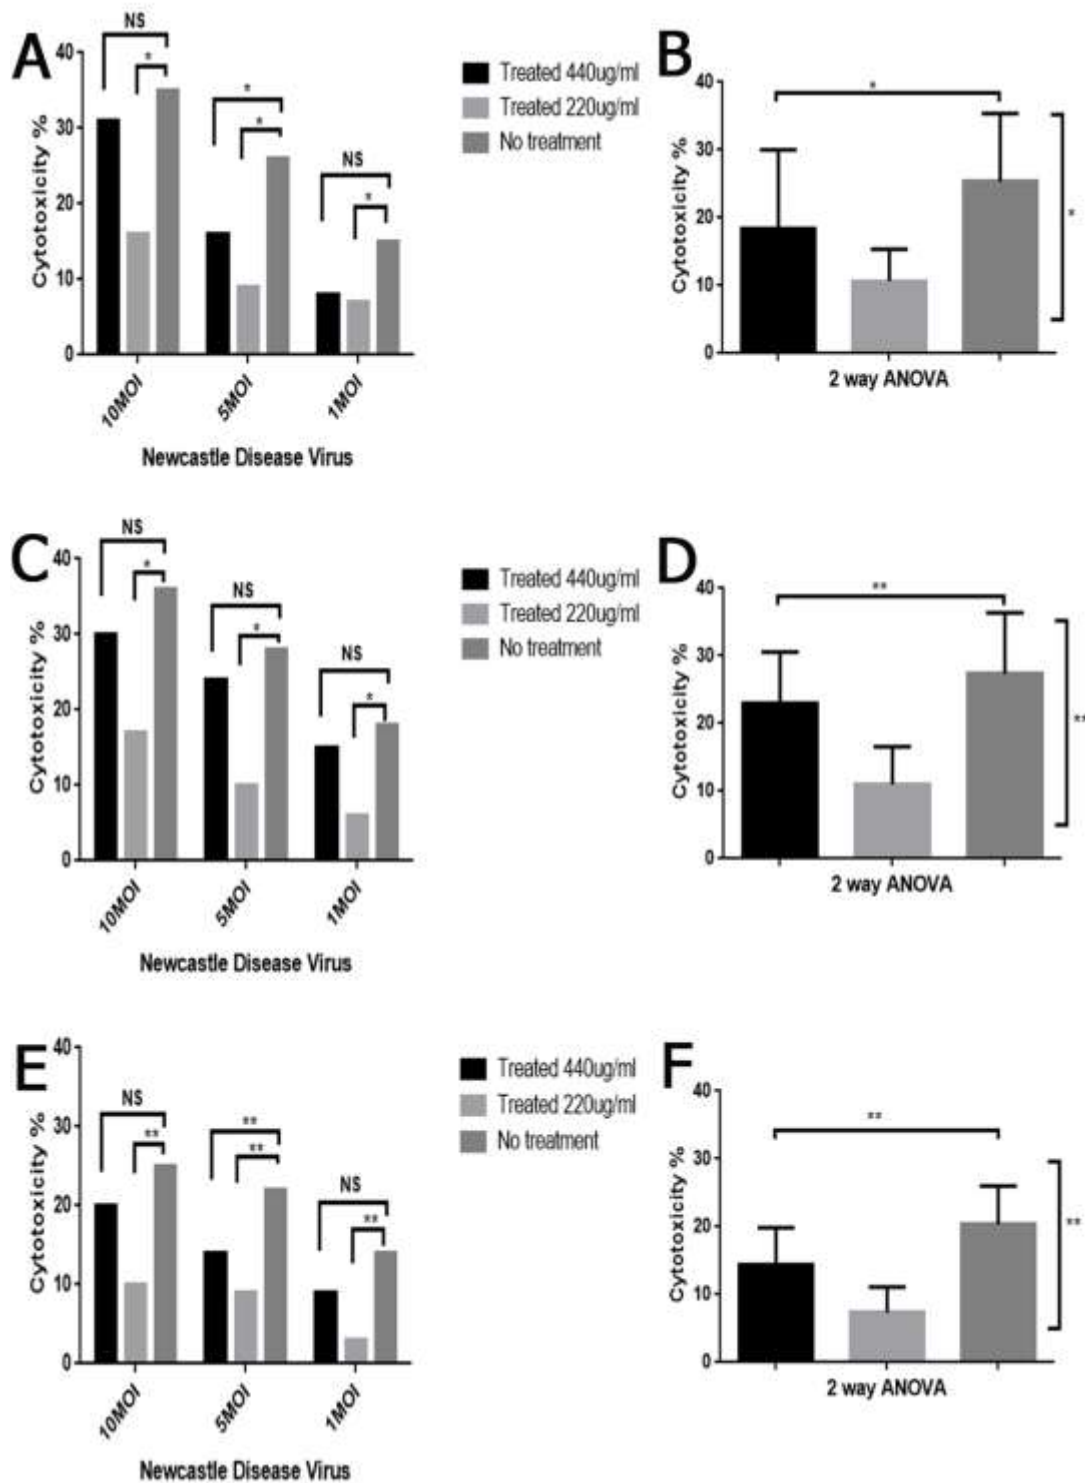 A
Cytotoxicity %
40
30
20
10
0
NS
*
*
*
NS
*
10MOI
5MOI
1MOI
Newcastle Disease Virus
Treated 440ug/ml
Treated 220ug/ml
No treatment
B
Cytotoxicity %
40
30
20
10
0
*
*
2 way ANOVA
C
Cytotoxicity %
40
30
20
10
0
NS
*
NS
*
NS
*
10MOI
5MOI
1MOI
Newcastle Disease Virus
Treated 440ug/ml
Treated 220ug/ml
No treatment
D
Cytotoxicity %
40
30
20
10
0
**
**
2 way ANOVA
E
Cytotoxicity %
40
30
20
10
0
NS
**
**
**
NS
**
10MOI
5MOI
1MOI
Newcastle Disease Virus
Treated 440ug/ml
Treated 220ug/ml
No treatment
F
Cytotoxicity %
40
30
20
10
0
**
**
2 way ANOVA